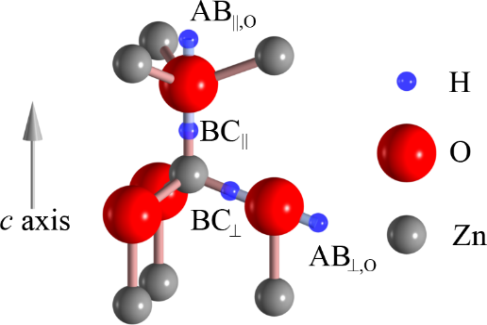 AB∥,O
H
BC∥
O
c axis
BC⊥
Zn
AB⊥,O